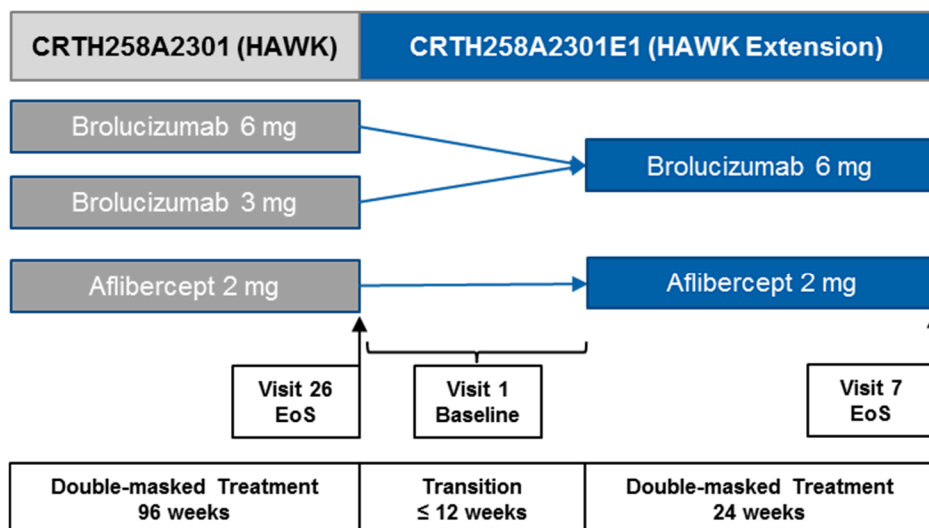 CRTH258A2301 (HAWK)
CRTH258A2301E1 (HAWK Extension)
Brolucizumab 6 mg
Brolucizumab 3 mg
Brolucizumab 6 mg
Aflibercept 2 mg
Aflibercept 2 mg
Visit 26
EoS
Visit 1
Baseline
Visit 7
EoS
Double-masked Treatment
96 weeks
Transition
≤ 12 weeks
Double-masked Treatment
24 weeks